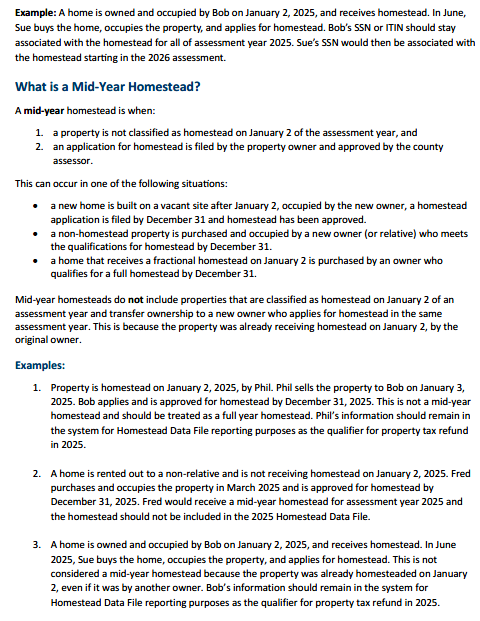 Example: A home is owned and occupied by Bob on January 2, 2025, and receives homestead. In June,
Sue buys the home, occupies the property, and applies for homestead. Bob's SSN or ITIN should stay
associated with the homestead for all of assessment year 2025. Sue's SSN would then be associated with
the homestead starting in the 2026 assessment.
What is a Mid-Year Homestead?
A mid-year homestead is when:
1. a property is not classified as homestead on January 2 of the assessment year, and
2. an application for homestead is filed by the property owner and approved by the county
assessor.
This can occur in one of the following situations:
• a new home is built on a vacant site after January 2, occupied by the new owner, a homestead
application is filed by December 31 and homestead has been approved.
• a non-homestead property is purchased and occupied by a new owner (or relative) who meets
the qualifications for homestead by December 31.
• a home that receives a fractional homestead on January 2 is purchased by an owner who
qualifies for a full homestead by December 31.
Mid-year homesteads do not include properties that are classified as homestead on January 2 of an
assessment year and transfer ownership to a new owner who applies for homestead in the same
assessment year. This is because the property was already receiving homestead on January 2, by the
original owner.
Examples:
1. Property is homestead on January 2, 2025, by Phil. Phil sells the property to Bob on January 3,
2025. Bob applies and is approved for homestead by December 31, 2025. This is not a mid-year
homestead and should be treated as a full year homestead. Phil's information should remain in
the system for Homestead Data File reporting purposes as the qualifier for property tax refund
in 2025.
2. A home is rented out to a non-relative and is not receiving homestead on January 2, 2025. Fred
purchases and occupies the property in March 2025 and is approved for homestead by
December 31, 2025. Fred would receive a mid-year homestead for assessment year 2025 and
the homestead should not be included in the 2025 Homestead Data File.
3. A home is owned and occupied by Bob on January 2, 2025, and receives homestead. In June
2025, Sue buys the home, occupies the property, and applies for homestead. This is not
considered a mid-year homestead because the property was already homesteaded on January
2, even if it was by another owner. Bob's information should remain in the system for
Homestead Data File reporting purposes as the qualifier for property tax refund in 2025.